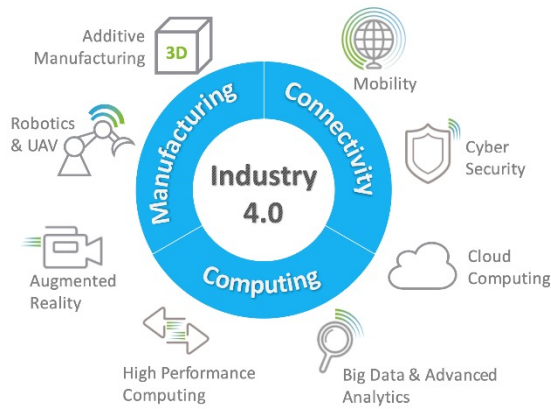 Additive
Manufacturing
3D
Mobility
Robotics
& UAV
Manufacturing
Connectivity
Cyber
Security
Industry
4.0
Augmented
Reality
Computing
Cloud
Computing
High Performance
Computing
Big Data & Advanced
Analytics